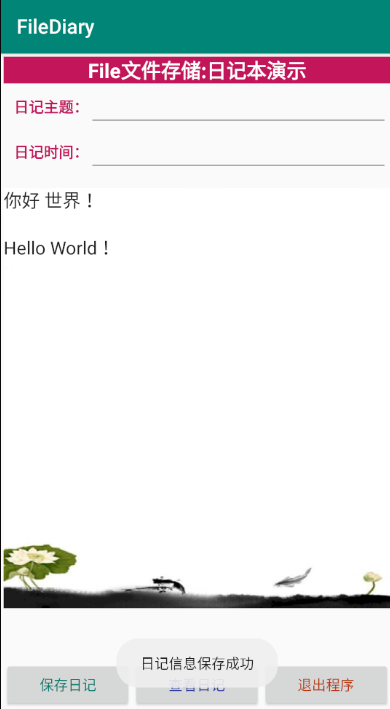 FileDiary
File文件存储:日记本演示
日记主题：
日记时间：
你好 世界！
Hello World！
日记信息保存成功
保存日记
查看日记
退出程序